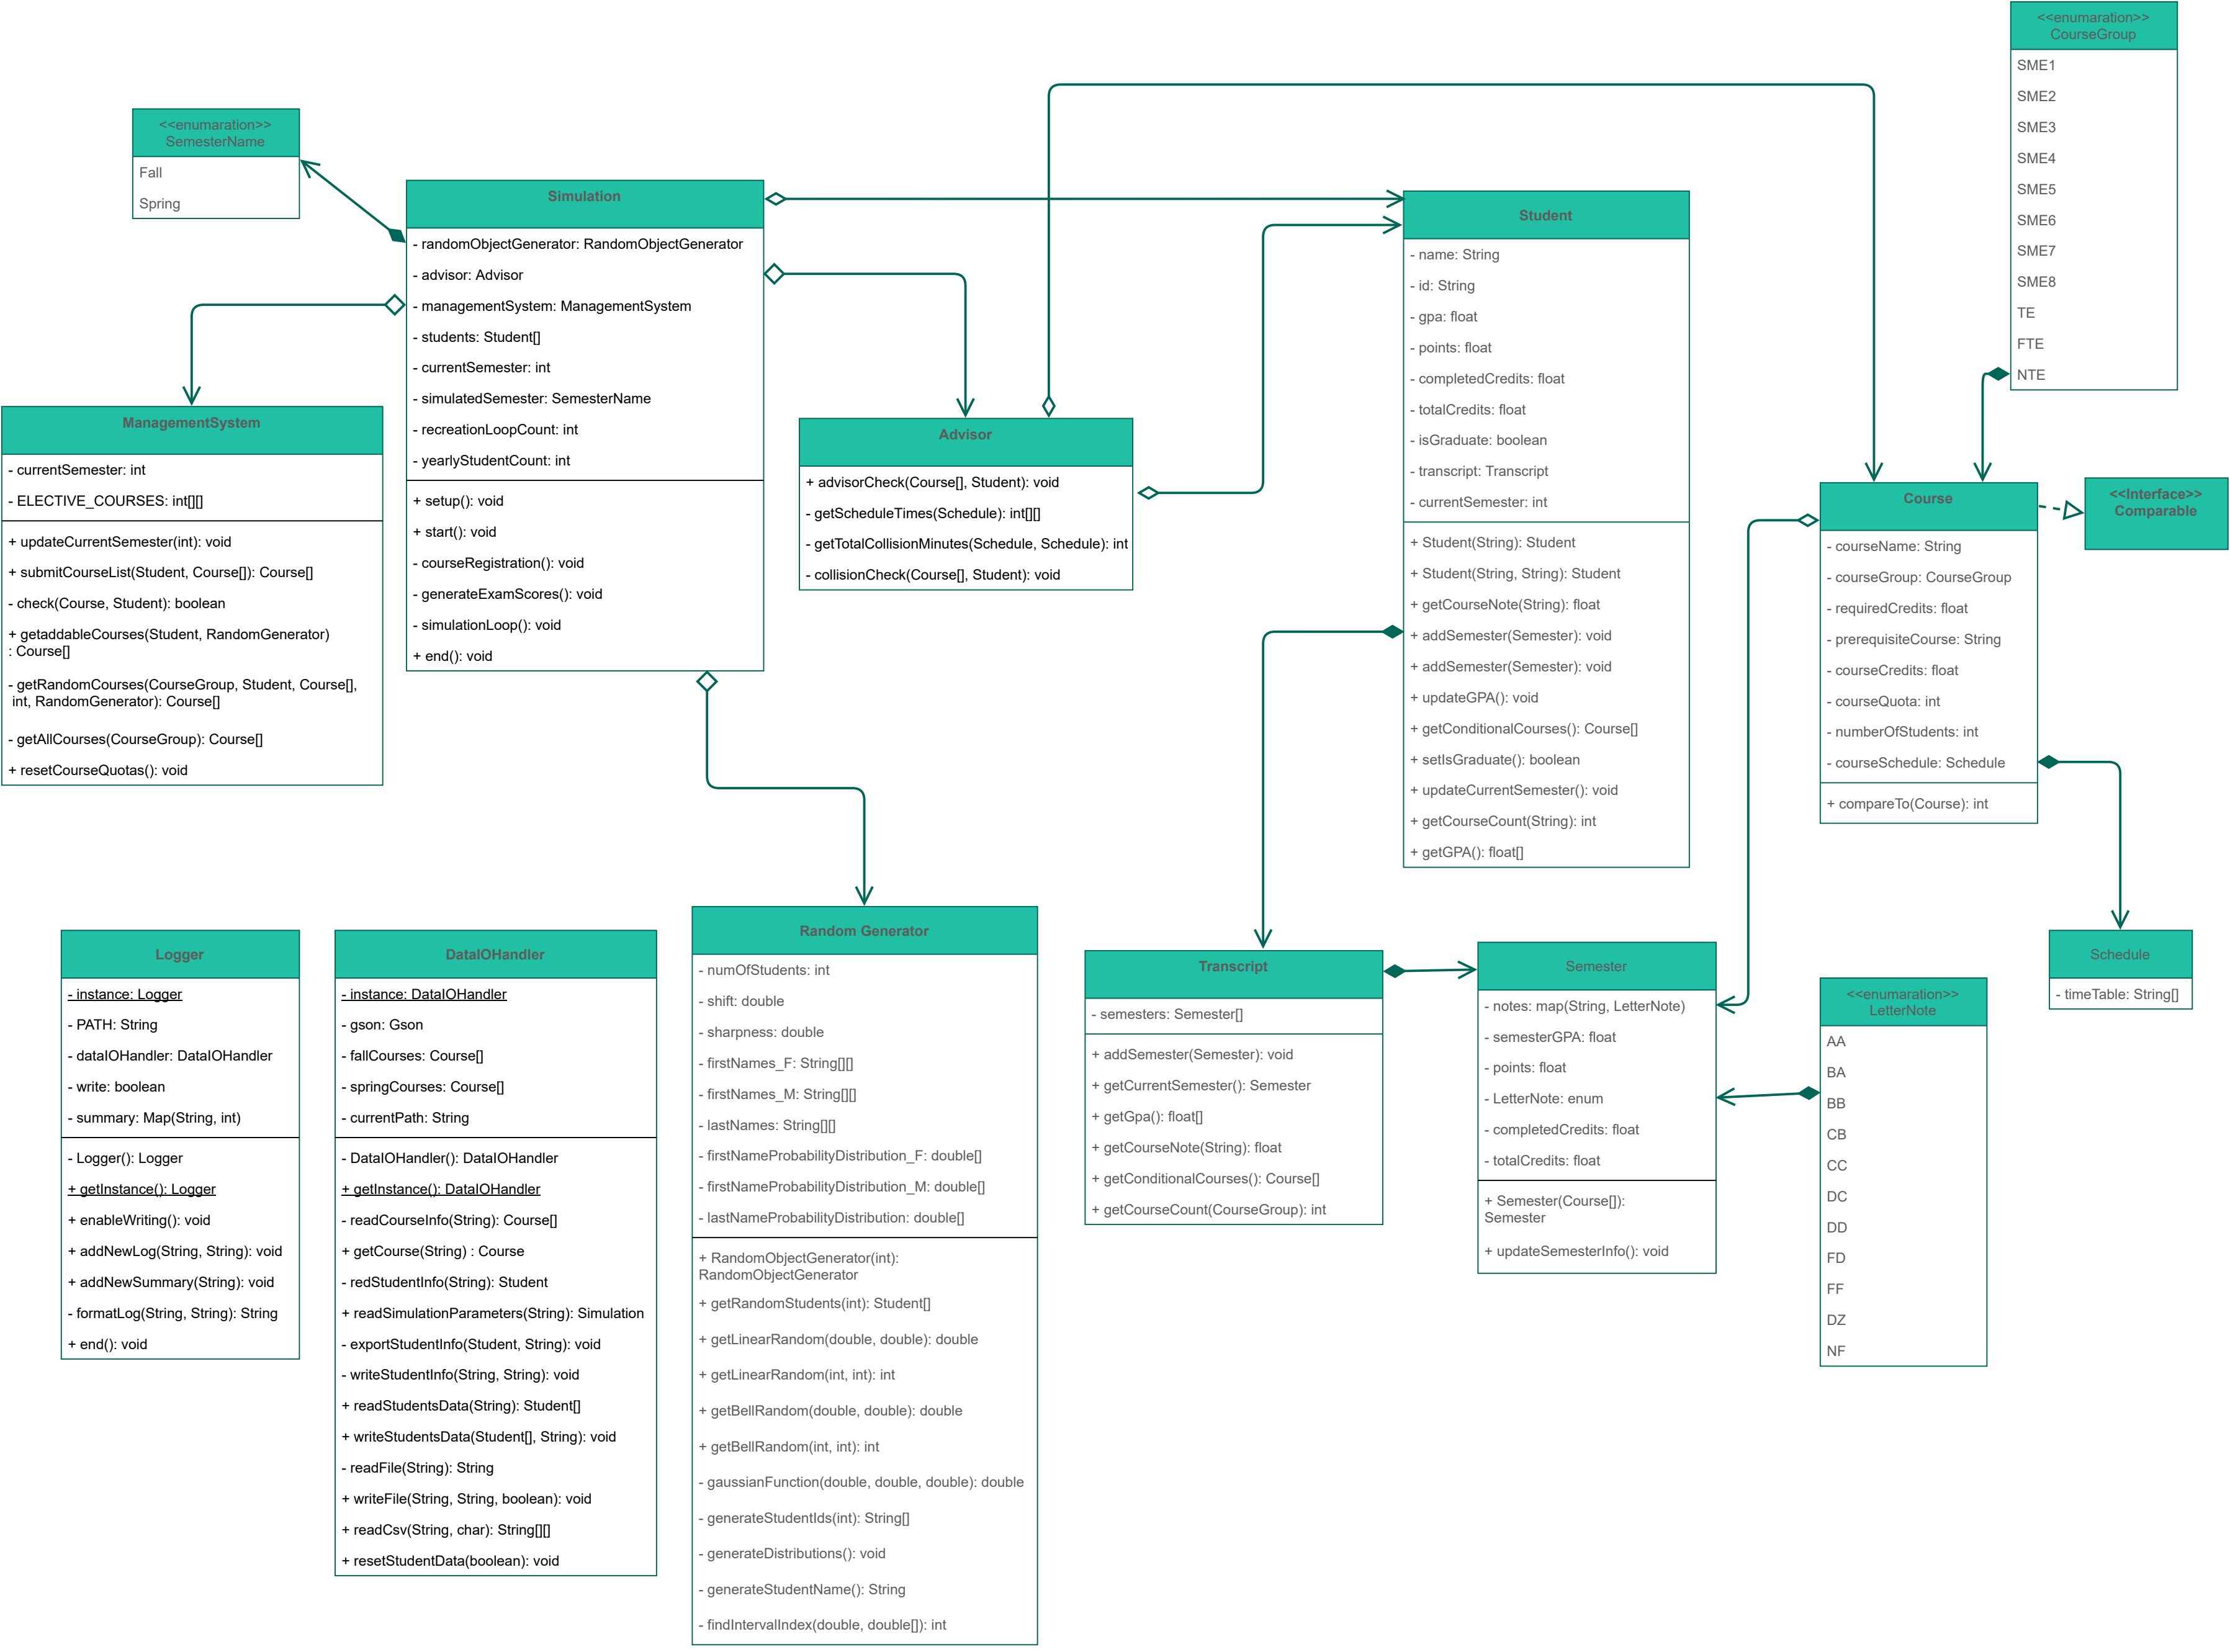 <<enumaration>>
CourseGroup
SME1
SME2
SME3
SME4
SME5
SME6
SME7
SME8
TE
FTE
NTE
<<enumaration>>
SemesterName
Fall
Spring
Simulation
- randomObjectGenerator: RandomObjectGenerator
- advisor: Advisor
- managementSystem: ManagementSystem
- students: Student[]
- currentSemester: int
- simulatedSemester: SemesterName
- recreationLoopCount: int
- yearlyStudentCount: int
+ setup(): void
+ start(): void
- courseRegistration(): void
- generateExamScores(): void
- simulationLoop(): void
+ end(): void
Student
- name: String
- id: String
- gpa: float
- points: float
- completedCredits: float
- totalCredits: float
- isGraduate: boolean
- transcript: Transcript
- currentSemester: int
+ Student(String): Student
+ Student(String, String): Student
+ getCourseNote(String): float
+ addSemester(Semester): void
+ addSemester(Semester): void
+ updateGPA(): void
+ getConditionalCourses(): Course[]
+ setIsGraduate(): boolean
+ updateCurrentSemester(): void
+ getCourseCount(String): int
+ getGPA(): float[]
ManagementSystem
- currentSemester: int
- ELECTIVE_COURSES: int[][]
+ updateCurrentSemester(int): void
+ submitCourseList(Student, Course[]): Course[]
- check(Course, Student): boolean
+ getaddableCourses(Student, RandomGenerator)
: Course[]
- getRandomCourses(CourseGroup, Student, Course[],
int, RandomGenerator): Course[]
- getAllCourses(CourseGroup): Course[]
+ resetCourseQuotas(): void
Advisor
+ advisorCheck(Course[], Student): void
- getScheduleTimes(Schedule): int[][]
- getTotalCollisionMinutes(Schedule, Schedule): int
- collisionCheck(Course[], Student): void
Course
- courseName: String
- courseGroup: CourseGroup
- requiredCredits: float
- prerequisiteCourse: String
- courseCredits: float
- courseQuota: int
- numberOfStudents: int
- courseSchedule: Schedule
+ compareTo(Course): int
<<Interface>>
Comparable
Logger
- instance: Logger
- PATH: String
- dataIOHandler: DataIOHandler
- write: boolean
- summary: Map(String, int)
- Logger(): Logger
+ getInstance(): Logger
+ enableWriting(): void
+ addNewLog(String, String): void
+ addNewSummary(String): void
- formatLog(String, String): String
+ end(): void
DataIOHandler
- instance: DataIOHandler
- gson: Gson
- fallCourses: Course[]
- springCourses: Course[]
- currentPath: String
- DataIOHandler(): DataIOHandler
+ getInstance(): DataIOHandler
- readCourseInfo(String): Course[]
+ getCourse(String) : Course
- redStudentInfo(String): Student
+ readSimulationParameters(String): Simulation
- exportStudentInfo(Student, String): void
- writeStudentInfo(String, String): void
+ readStudentsData(String): Student[]
+ writeStudentsData(Student[], String): void
- readFile(String): String
+ writeFile(String, String, boolean): void
+ readCsv(String, char): String[][]
+ resetStudentData(boolean): void
Random Generator
- numOfStudents: int
- shift: double
- sharpness: double
- firstNames_F: String[][]
- firstNames_M: String[][]
- lastNames: String[][]
- firstNameProbabilityDistribution_F: double[]
- firstNameProbabilityDistribution_M: double[]
- lastNameProbabilityDistribution: double[]
+ RandomObjectGenerator(int):
RandomObjectGenerator
+ getRandomStudents(int): Student[]
+ getLinearRandom(double, double): double
+ getLinearRandom(int, int): int
+ getBellRandom(double, double): double
+ getBellRandom(int, int): int
- gaussianFunction(double, double, double): double
- generateStudentIds(int): String[]
- generateDistributions(): void
- generateStudentName(): String
- findIntervalIndex(double, double[]): int
Transcript
- semesters: Semester[]
+ addSemester(Semester): void
+ getCurrentSemester(): Semester
+ getGpa(): float[]
+ getCourseNote(String): float
+ getConditionalCourses(): Course[]
+ getCourseCount(CourseGroup): int
Semester
- notes: map(String, LetterNote)
- semesterGPA: float
- points: float
- LetterNote: enum
- completedCredits: float
- totalCredits: float
+ Semester(Course[]):
Semester
+ updateSemesterInfo(): void
<<enumaration>>
LetterNote
AA
BA
BB
CB
CC
DC
DD
FD
FF
DZ
NF
Schedule
- timeTable: String[]